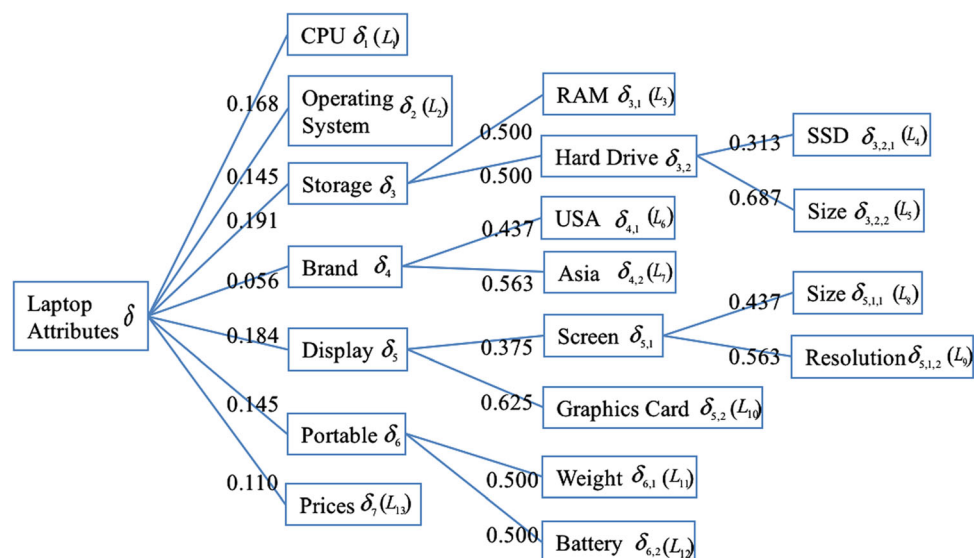 CPU δ₁(L₁)
0.168
Operating System δ₂(L₂)
0.145
Storage δ₃
0.191
Brand δ₄
0.056
Laptop Attributes δ
0.184
Display δ₅
0.145
Portable δ₆
0.110
Prices δ₇(L₁₃)
RAM δ₃,₁(L₃)
0.500
0.500
Hard Drive δ₃,₂
0.313
SSD δ₃,₂,₁(L₄)
0.687
Size δ₃,₂,₂(L₅)
0.437
USA δ₄,₁(L₆)
0.563
Asia δ₄,₂(L₇)
0.375
Screen δ₅,₁
0.437
Size δ₅,₁,₁(L₈)
0.563
Resolution δ₅,₁,₂(L₉)
0.625
Graphics Card δ₅,₂(L₁₀)
0.500
Weight δ₆,₁(L₁₁)
0.500
Battery δ₆,₂(L₁₂)